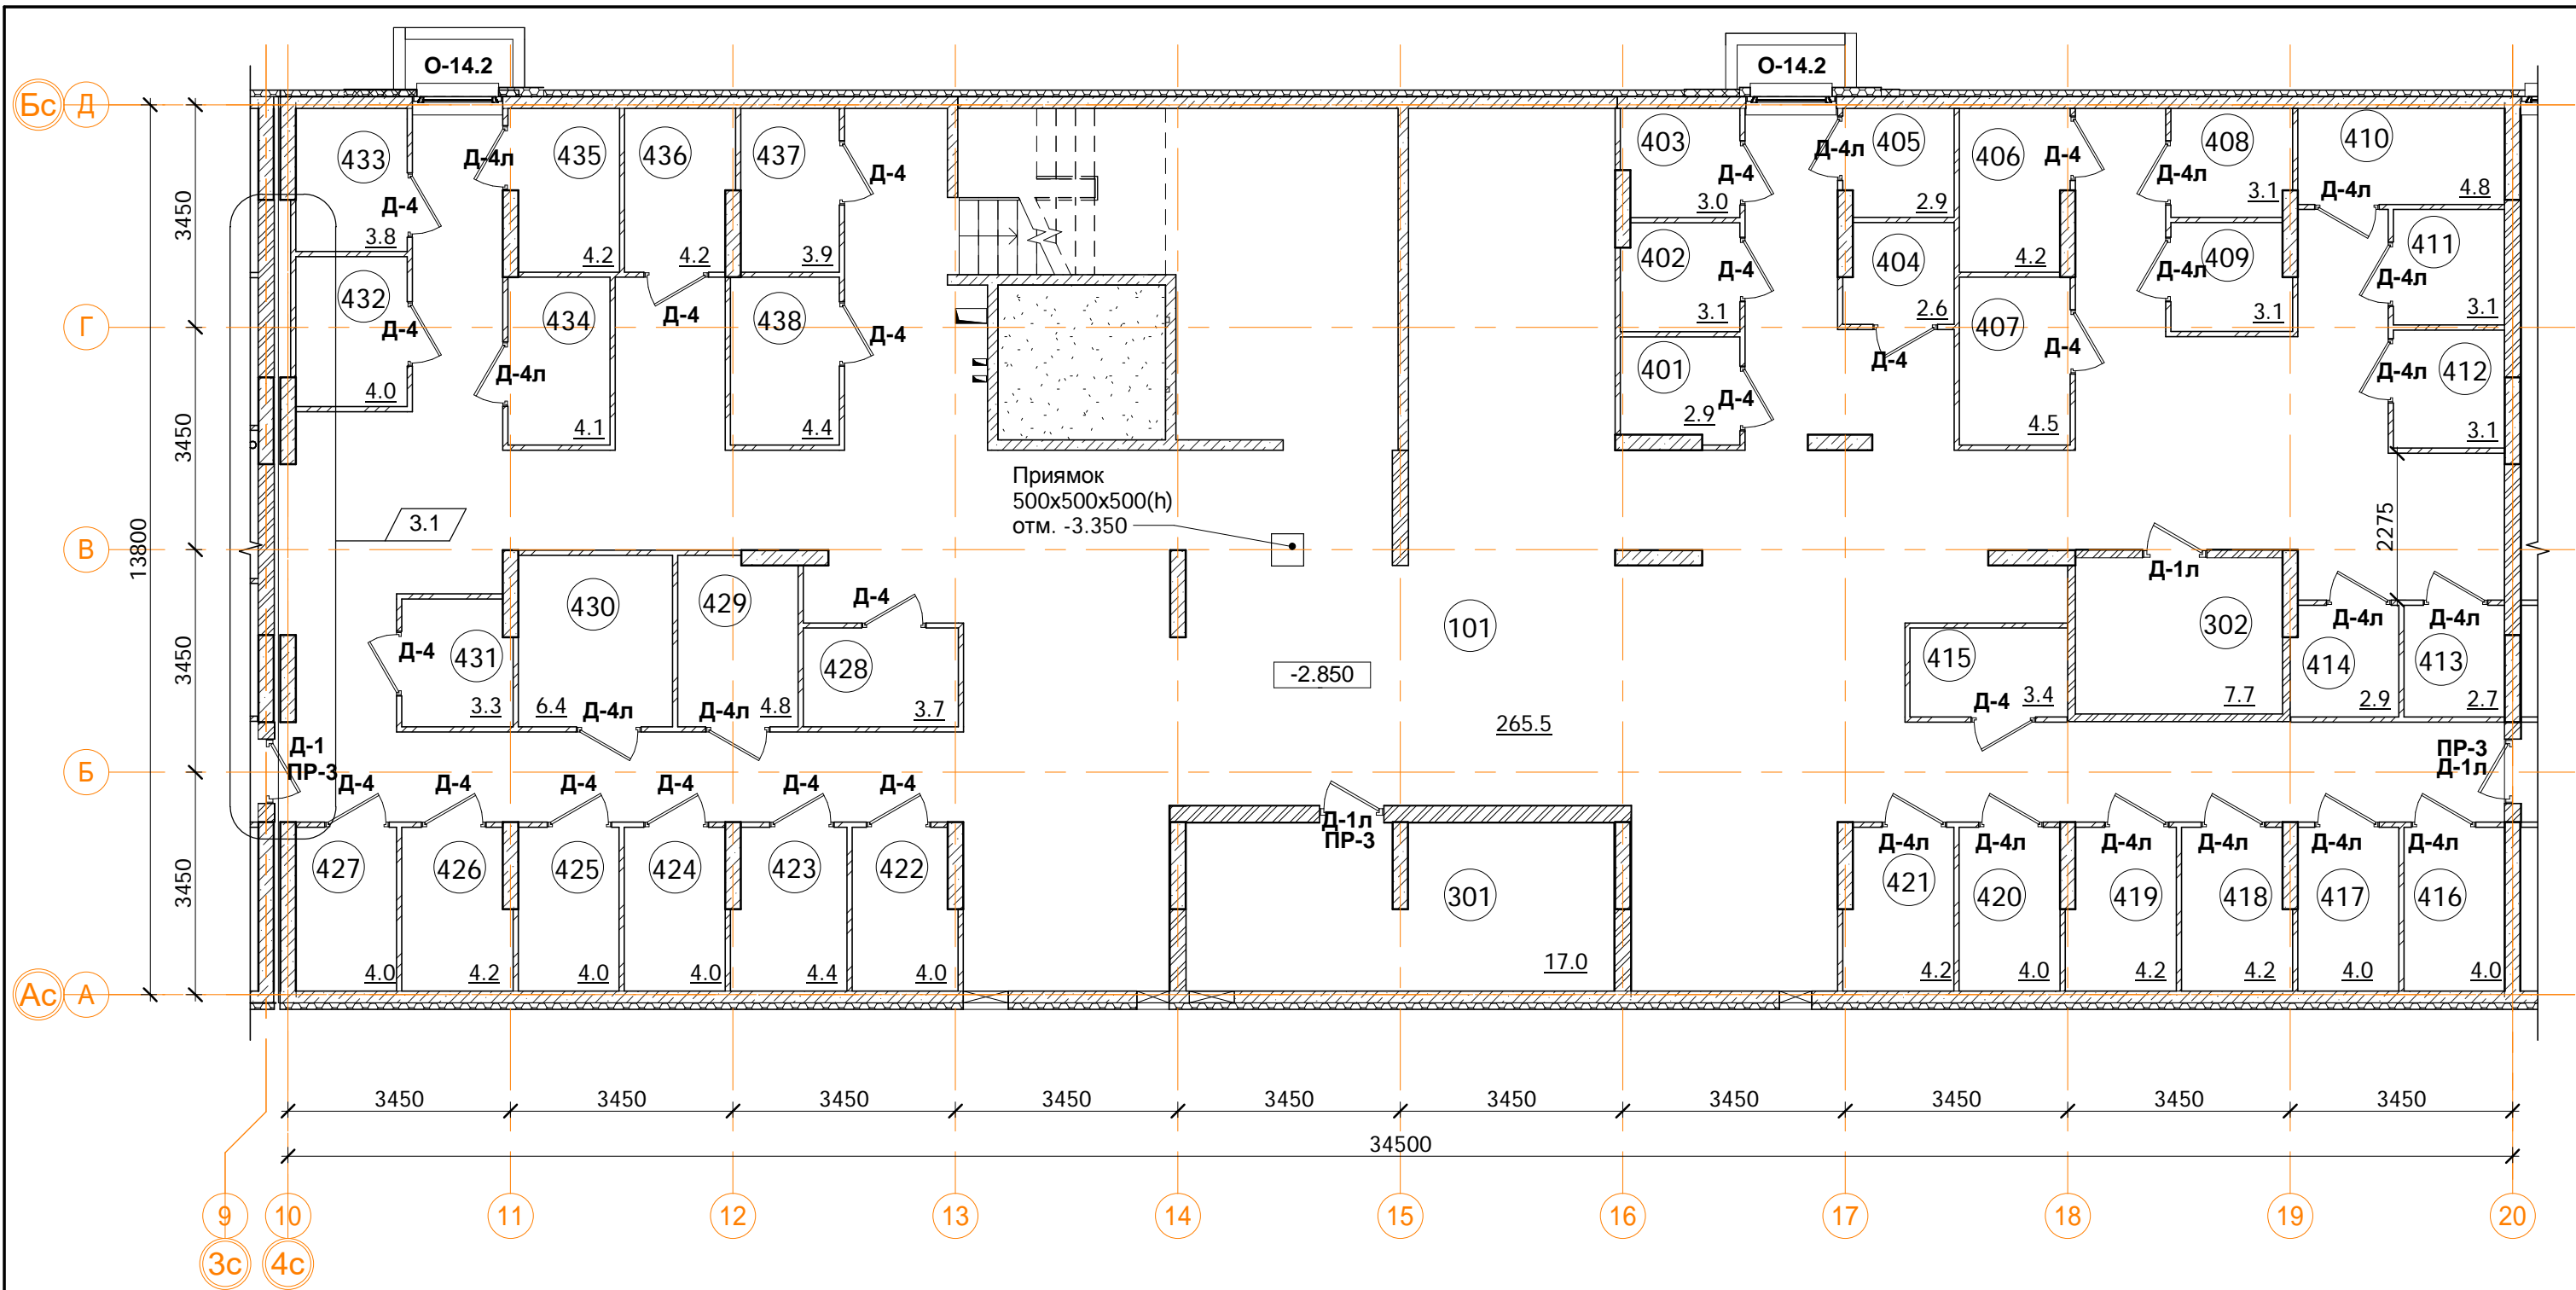 О-14.2
О-14.2
Бс
Д
433
Д-4л
435
436
437
Д-4
403
Д-4
Д-4л
405
406
Д-4
Д-4л
408
410
Д-4
3.8
4.2
4.2
3.9
3.0
2.9
4.2
3.1
Д-4л
4.8
3450
432
Д-4
434
Д-4
438
Д-4
402
Д-4
404
2.6
Д-4л
409
411
Д-4л
Г
4.0
Д-4л
4.1
4.4
3.1
401
Д-4
2.9
Д-4
407
Д-4
4.5
3.1
3.1
Д-4л
412
3.1
3450
Приямок
500х500х500(h)
отм. -3.350
3.1
2275
В
13800
Д-1л
430
429
Д-4
101
302
Д-4л
Д-4л
3450
Д-4
431
428
415
414
413
-2.850
3.3
6.4
Д-4л
Д-4л
4.8
3.7
265.5
Д-4
3.4
7.7
2.9
2.7
Д-1
ПР-3
ПР-3
Д-1л
Б
Д-4
Д-4
Д-4
Д-4
Д-4
Д-4
Д-1л
ПР-3
Д-4л
Д-4л
Д-4л
Д-4л
Д-4л
Д-4л
3450
427
426
425
424
423
422
301
421
420
419
418
417
416
4.0
4.2
4.0
4.0
4.4
4.0
17.0
4.2
4.0
4.2
4.2
4.0
4.0
Ас
А
3450
3450
3450
3450
3450
3450
3450
3450
3450
3450
34500
9
10
11
12
13
14
15
16
17
18
19
20
3с
4с